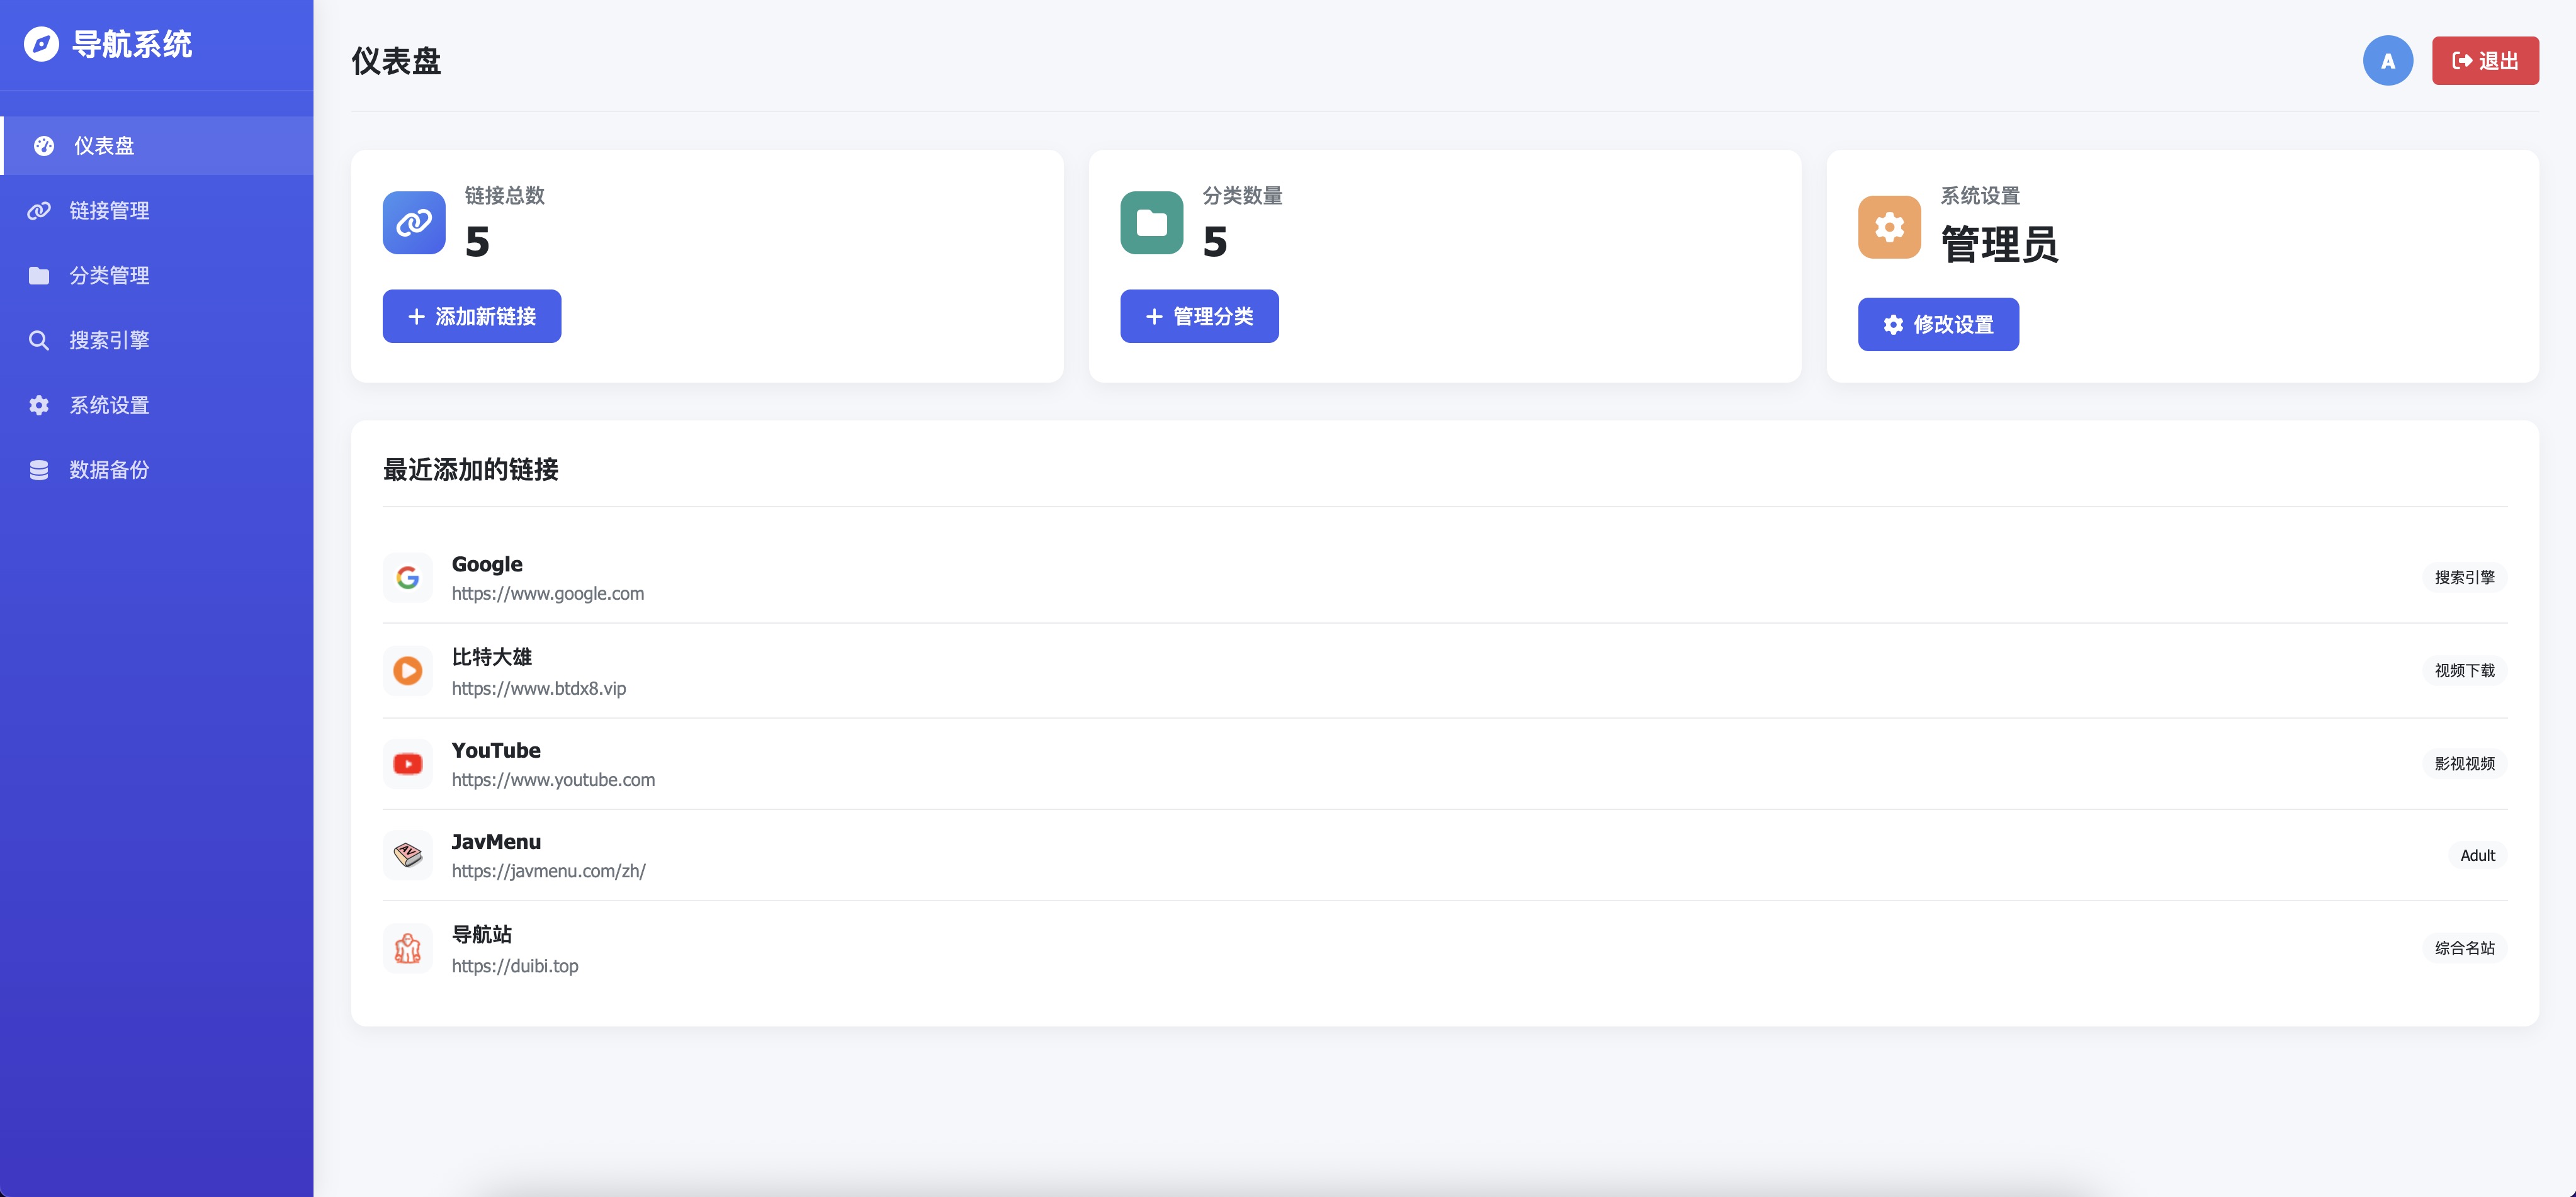 导航系统
仪表盘
链接管理
分类管理
搜索引擎
系统设置
数据备份
仪表盘
A
退出
链接总数
5
添加新链接
分类数量
5
管理分类
系统设置
管理员
修改设置
最近添加的链接
Google
https://www.google.com
搜索引擎
比特大雄
https://www.btdx8.vip
视频下载
YouTube
https://www.youtube.com
影视视频
AV
JavMenu
https://javmenu.com/zh/
Adult
导航站
https://duibi.top
综合名站